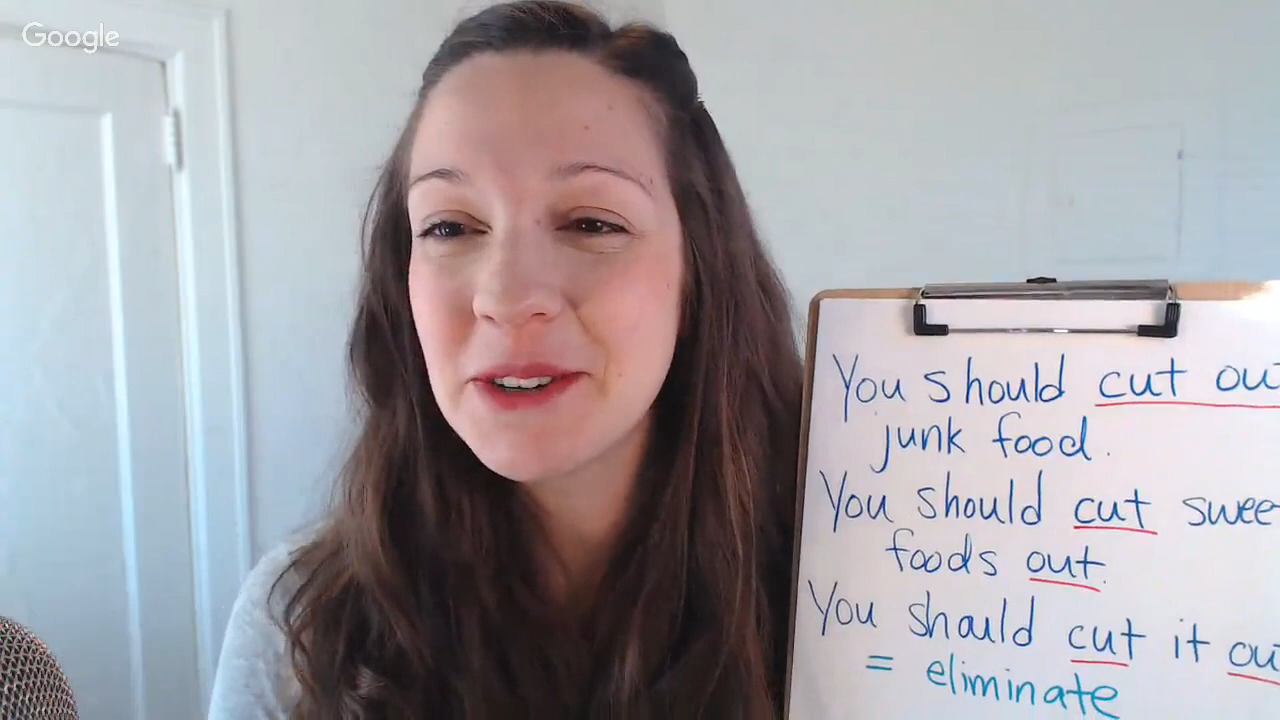 Google
You should cut ou
junk food.
You should cut swee
foods out.
You should cut it ou
= eliminate